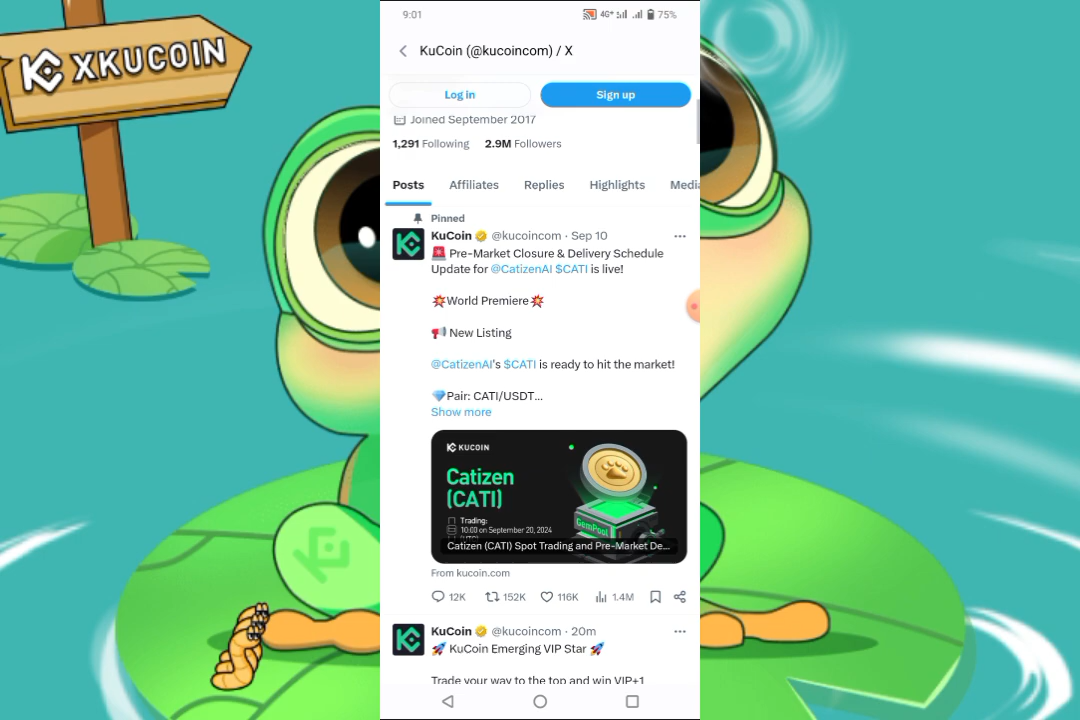 XKUCOIN
9:01
4G+
75%
KuCoin (@kucoincom) / X
Log in
Sign up
Joined September 2017
1,291 Following 2.9M Followers
Posts Affiliates Replies Highlights Media
Pinned
KuCoin @kucoincom · Sep 10
🚨 Pre-Market Closure & Delivery Schedule
Update for @CatizenAI $CATI is live!
💥World Premiere💥
📢 New Listing
@CatizenAI's $CATI is ready to hit the market!
💎Pair: CATI/USDT...
Show more
KUCOIN
Catizen
(CATI)
Trading:
10:00 on September 20, 2024
GemPool
Catizen (CATI) Spot Trading and Pre-Market De...
From kucoin.com
12K 152K 116K 1.4M
KuCoin @kucoincom · 20m
🚀 KuCoin Emerging VIP Star 🚀
Trade your way to the top and win VIP+1